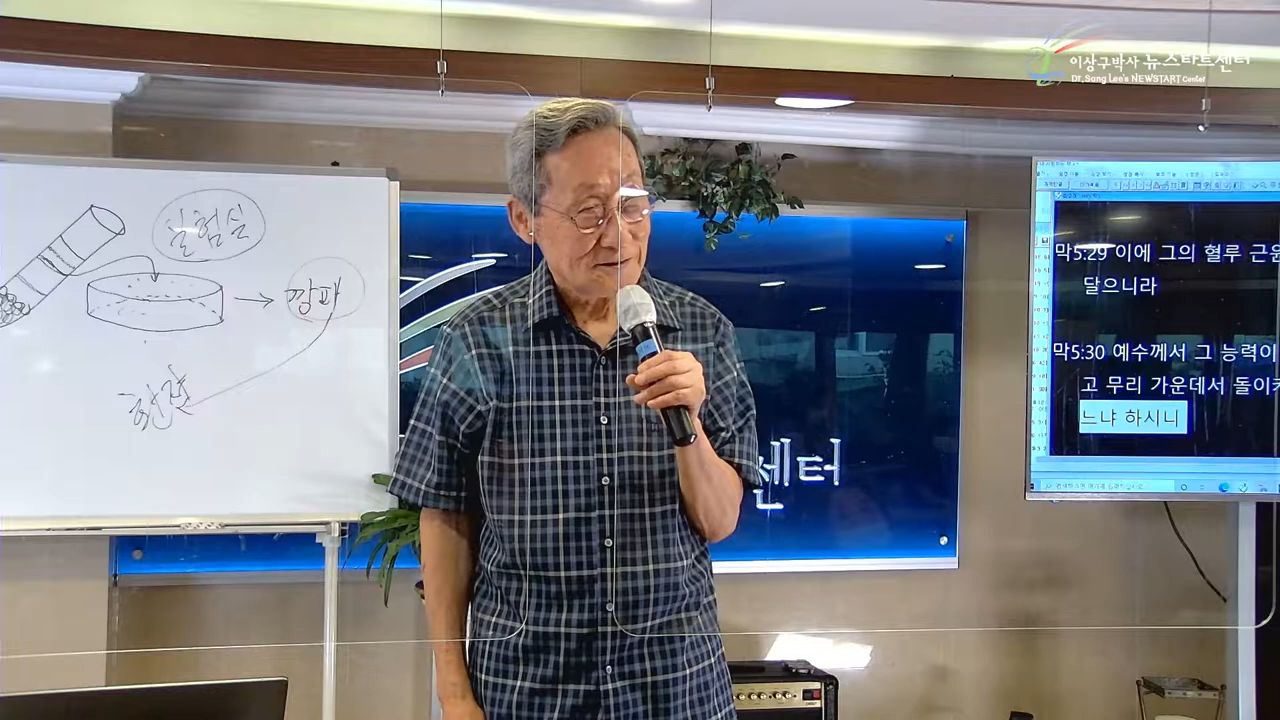 이상구박사 뉴스타트센터
Dr. Sang Lee's NEWSTART Center
실험실
깡패
센터
막5:29 이에 그의 혈루 근원
달으니라
막5:30 예수께서 그 능력이
고 무리 가운데서 돌이켜
느냐 하시니